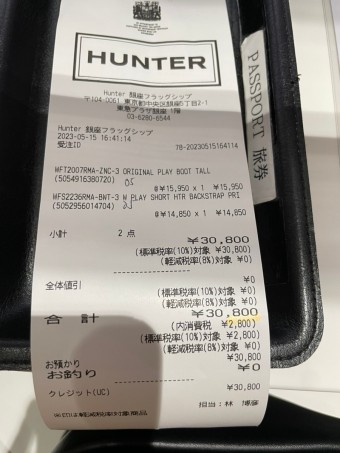 HUNTER
Hunter 銀座フラッグシップ
〒104-0061 東京都中央区銀座5丁目2-1
東急プラザ銀座 1階
03-6280-6544
PASSPORT 旅券
Hunter 銀座フラッグシップ
2023-05-15 16:41:14
受注ID 78-20230515164114
WFT2007RMA-ZNC-3 ORIGINAL PLAY BOOT TALL
(5054916380720) 05
@¥15,950 x 1 ¥15,950
WFS2236RMA-BWT-3 W PLAY SHORT HTR BACKSTRAP PRI
(5052956014704)
@¥14,850 x 1 ¥14,850
小計 2 点 ¥30,800
(標準税率(10%)対象 ¥30,800)
(軽減税率(8%)対象 ¥0)
全体値引 ¥0
(標準税率(10%)対象 ¥0)
(軽減税率(8%)対象 ¥0)
合計 ¥30,800
(内消費税 ¥2,800)
(標準税率(10%)対象 ¥2,800)
(軽減税率(8%)対象 ¥0)
お預かり ¥30,800
お釣り ¥0
クレジット(UC) ¥30,800
担当:林